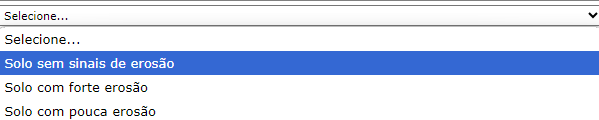 Selecione...
Selecione...
Solo sem sinais de erosão
Solo com forte erosão
Solo com pouca erosão